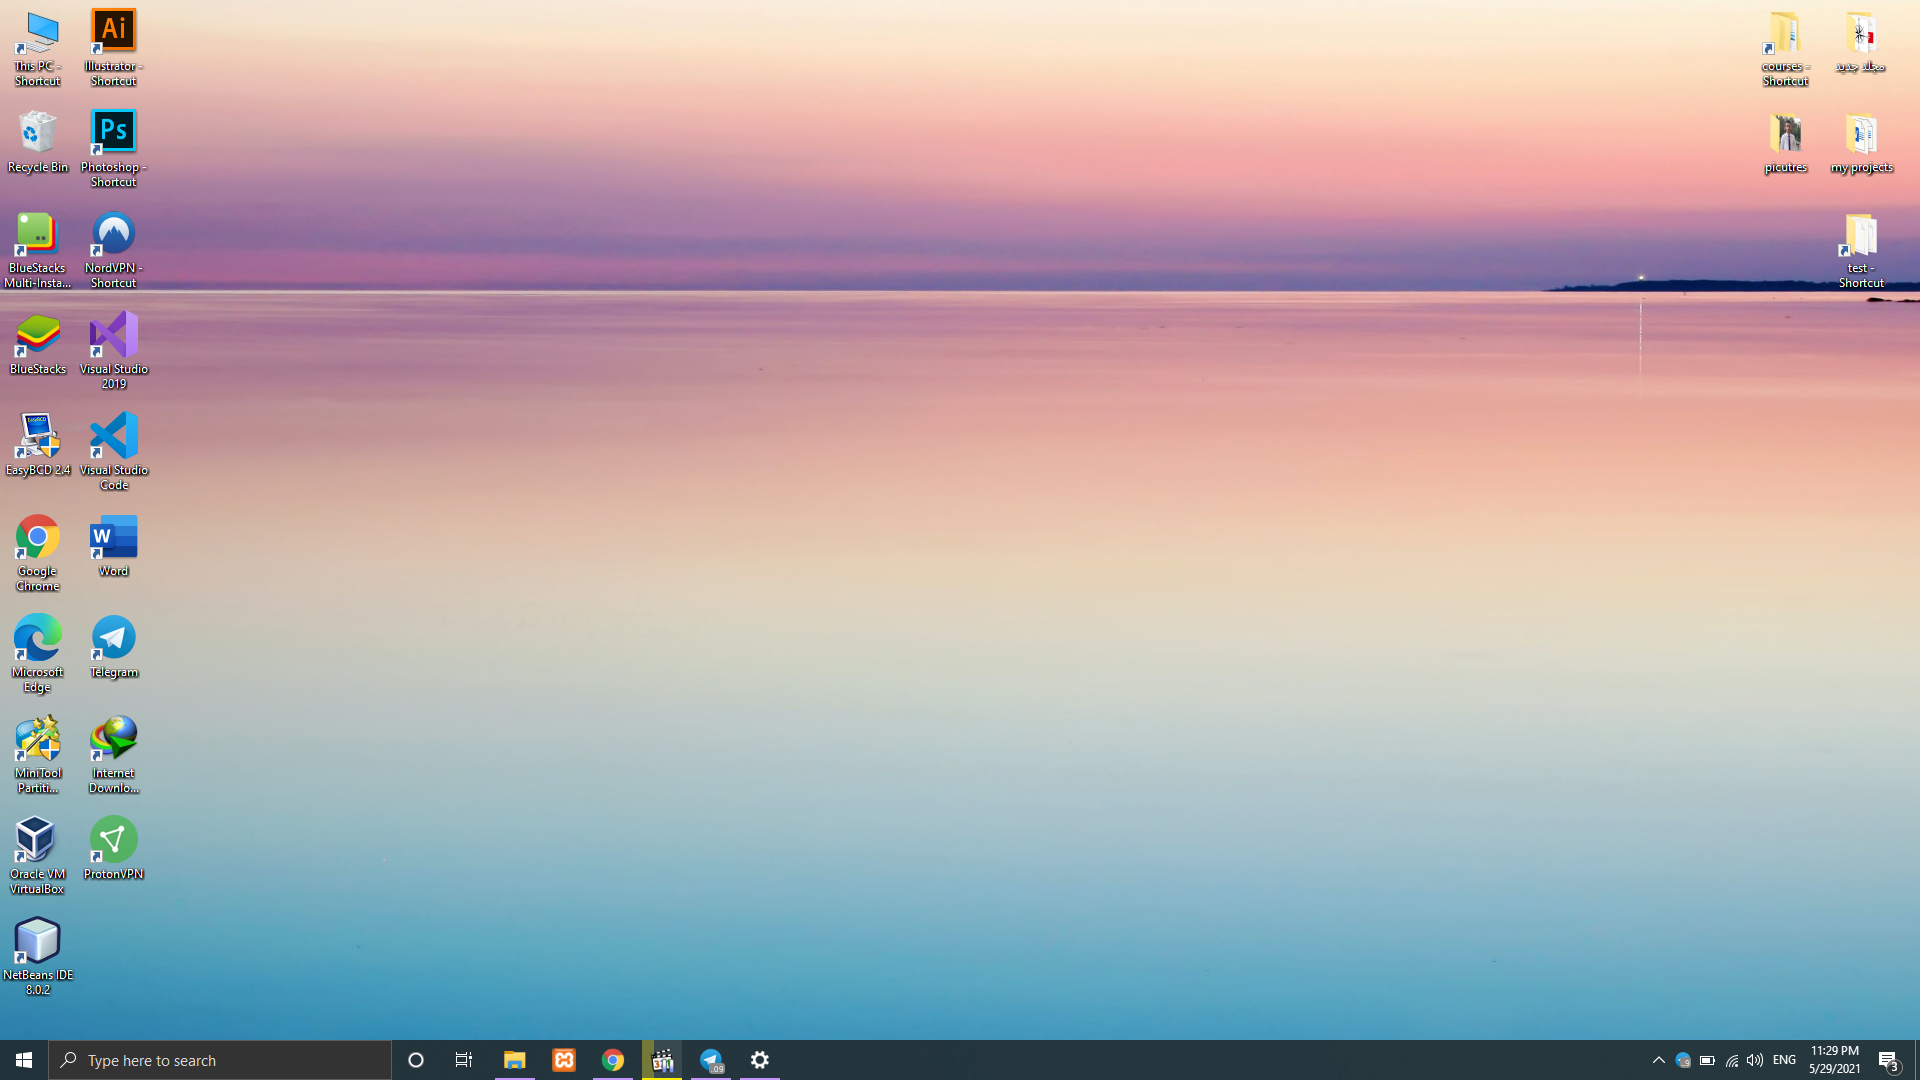 This PC -
Shortcut
Ai
Illustrator -
Shortcut
Recycle Bin
Ps
Photoshop -
Shortcut
BlueStacks
Multi-Insta...
NordVPN -
Shortcut
BlueStacks
Visual Studio
2019
EasyBCD 2.4
Visual Studio
Code
Google
Chrome
W
Word
Microsoft
Edge
Telegram
MiniTool
Partiti...
Internet
Downlo...
Oracle VM
VirtualBox
ProtonVPN
NetBeans IDE
8.0.2
courses -
Shortcut
مجلد جديد
picutres
my projects
test -
Shortcut
Type here to search
.09
ENG
11:29 PM
5/29/2021
3